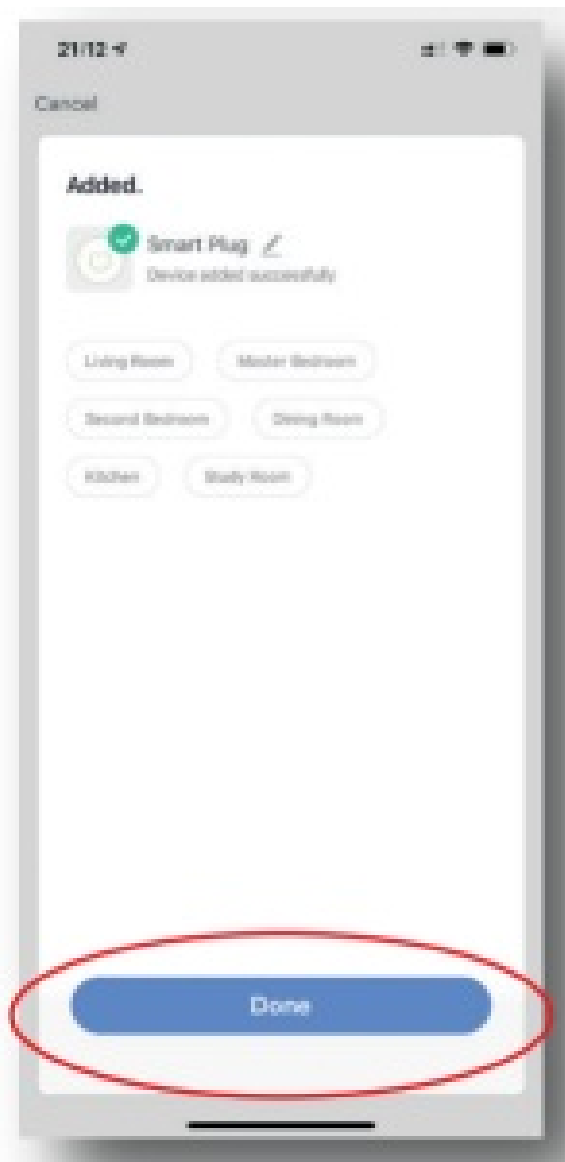 21:12
Cancel
Added.
Smart Plug
Device added successfully
Living Room Master Bedroom
Second Bedroom Dining Room
Kitchen Study Room
Done